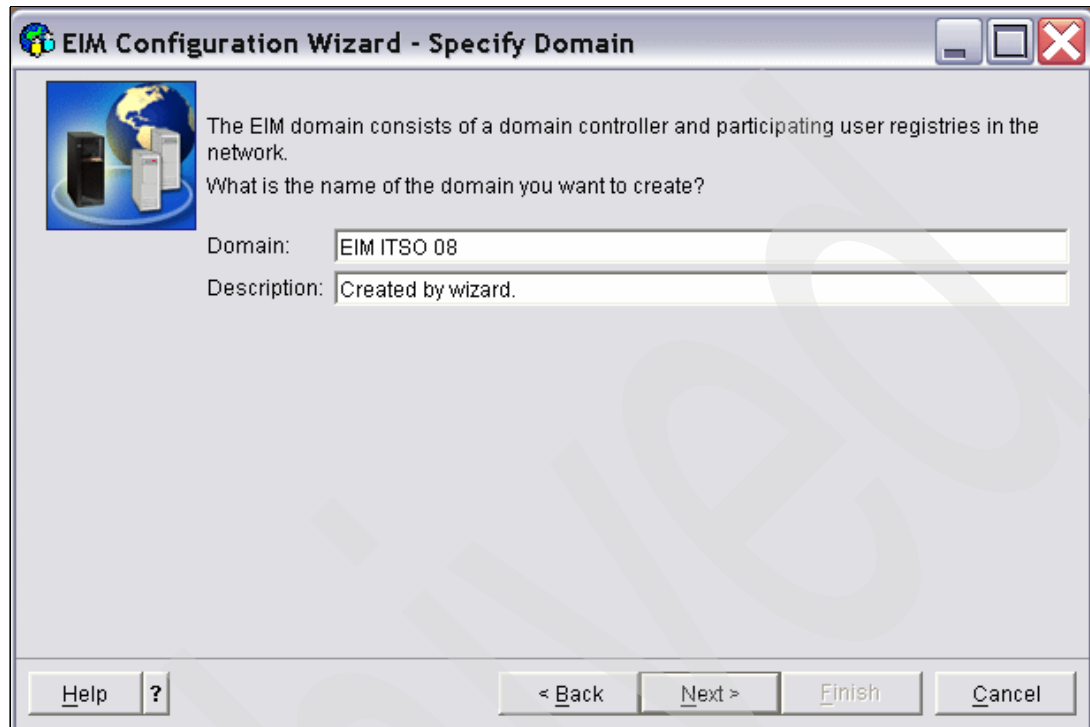 EIM Configuration Wizard - Specify Domain
The EIM domain consists of a domain controller and participating user registries in the
network.
What is the name of the domain you want to create?
Domain: EIM ITSO 08
Description: Created by wizard.
Help ? < Back Next > Finish Cancel